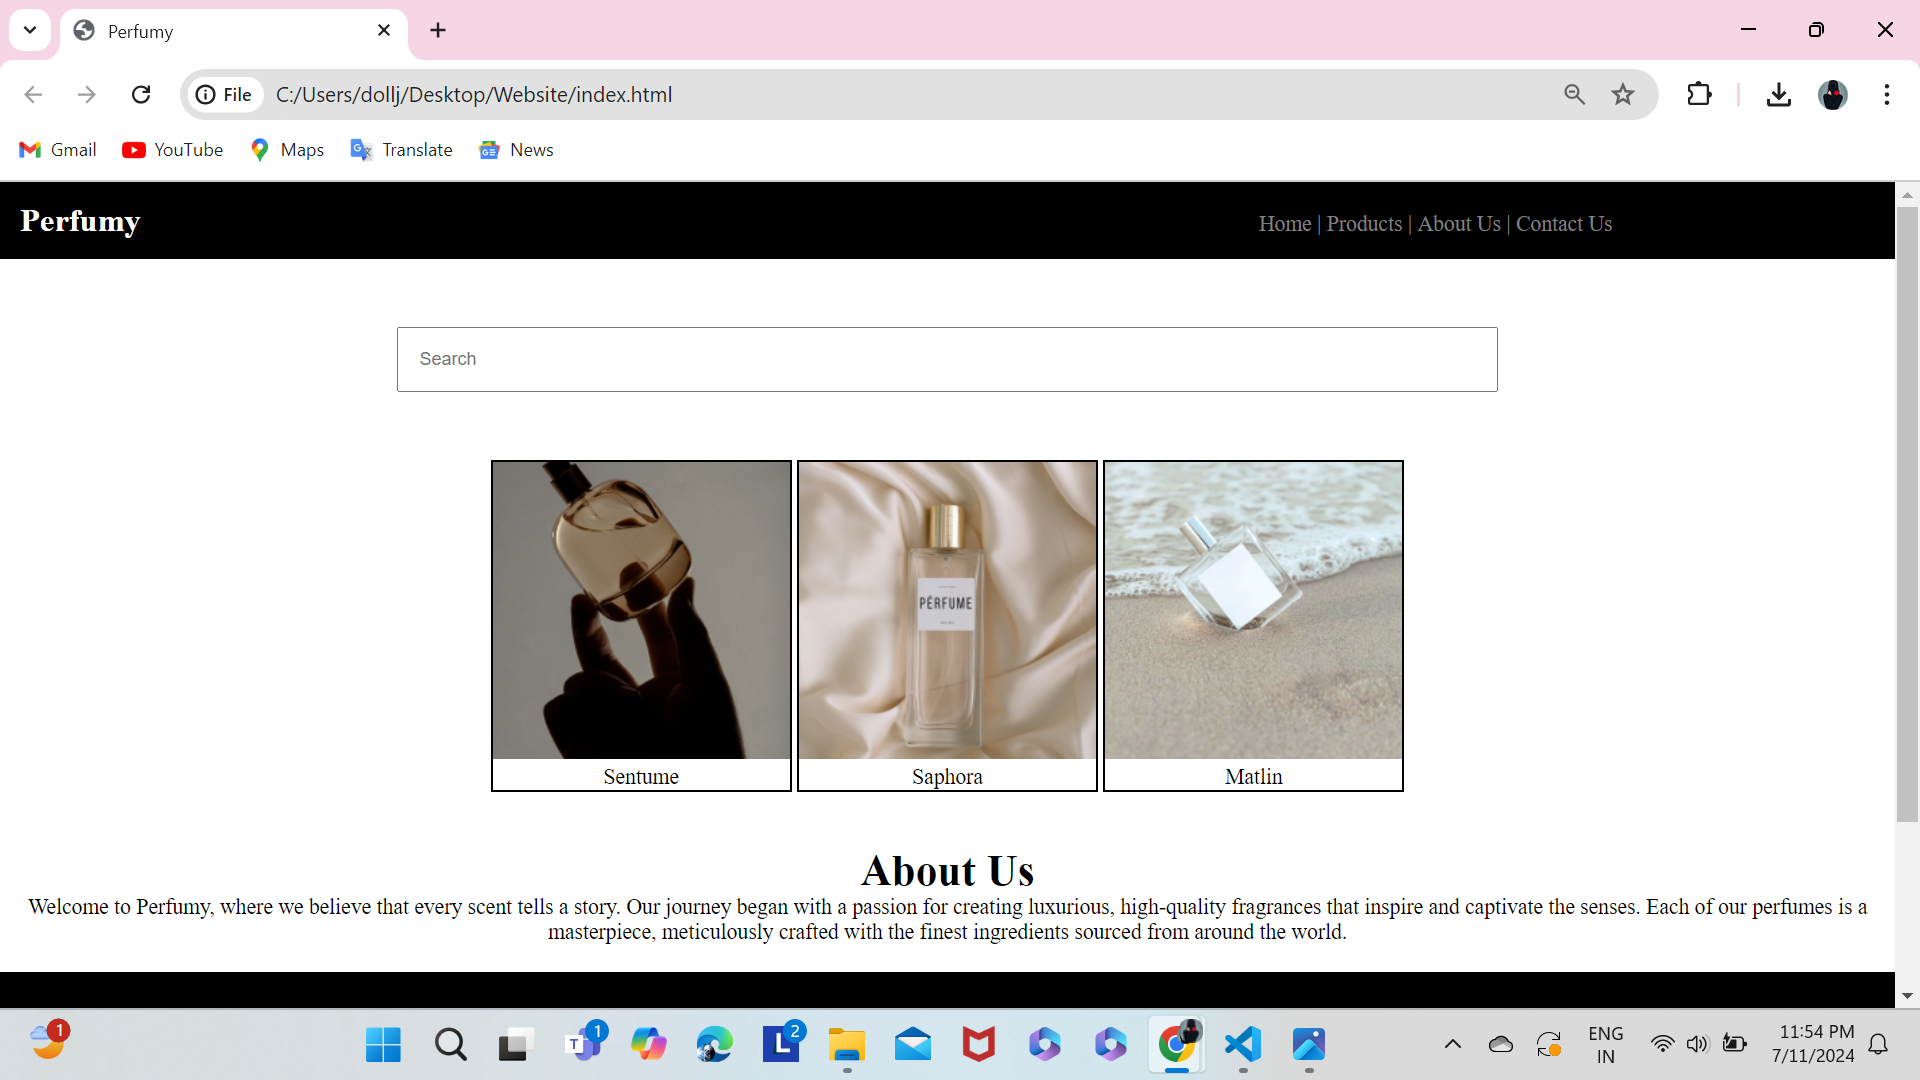 Perfumy
File C:/Users/dollj/Desktop/Website/index.html
Gmail YouTube Maps Translate News
Perfumy Home | Products | About Us | Contact Us
Search
PÉRFUME
Sentume Saphora Matlin
About Us
Welcome to Perfumy, where we believe that every scent tells a story. Our journey began with a passion for creating luxurious, high-quality fragrances that inspire and captivate the senses. Each of our perfumes is a
masterpiece, meticulously crafted with the finest ingredients sourced from around the world.
1 1 2 ENG 11:54 PM
IN 7/11/2024